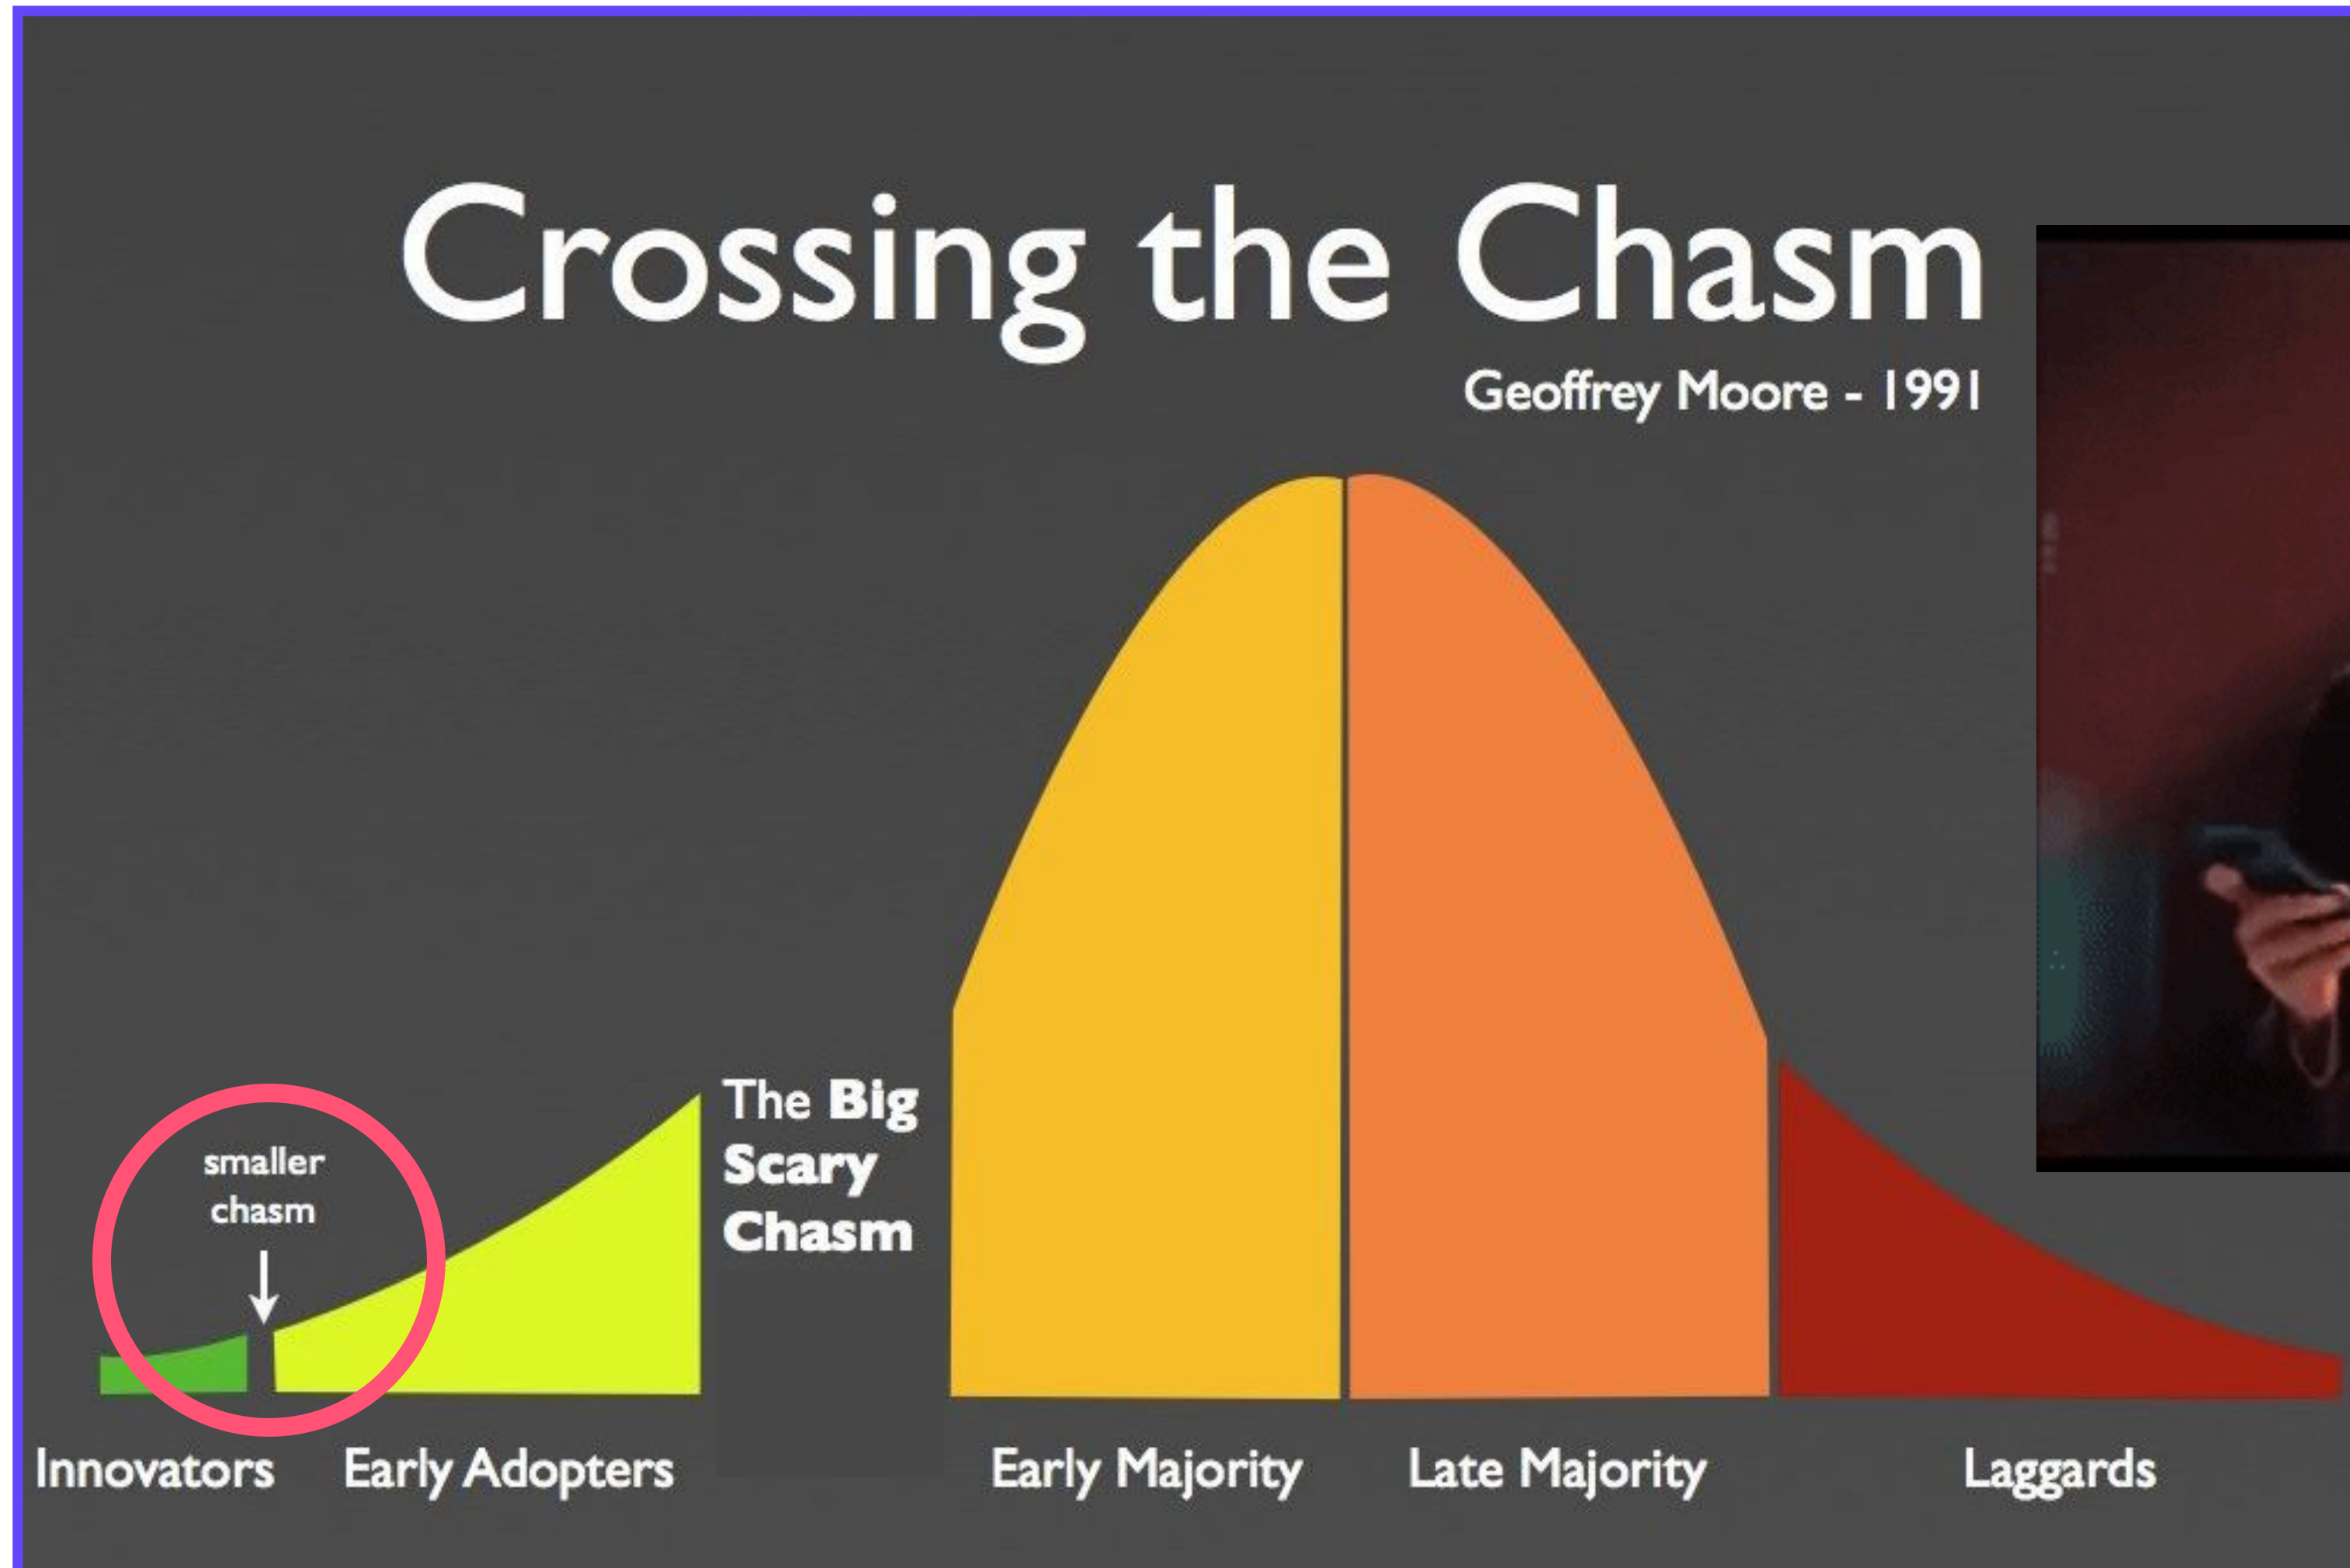 Crossing the Chasm
Geoffrey Moore - 1991
smaller
chasm
The Big
Scary
Chasm
Innovators
Early Adopters
Early Majority
Late Majority
Laggards